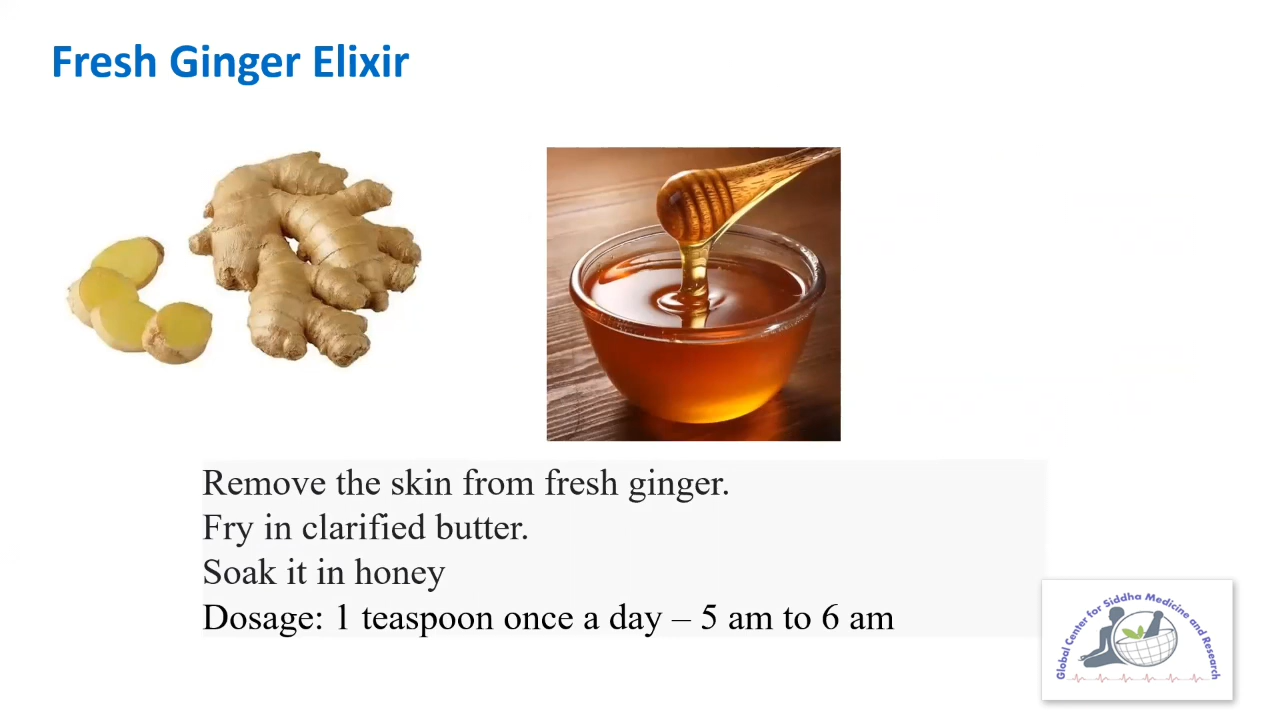 Fresh Ginger Elixir
Remove the skin from fresh ginger.
Fry in clarified butter.
Soak it in honey
Dosage: 1 teaspoon once a day – 5 am to 6 am
Global Center for Siddha Medicine and Research